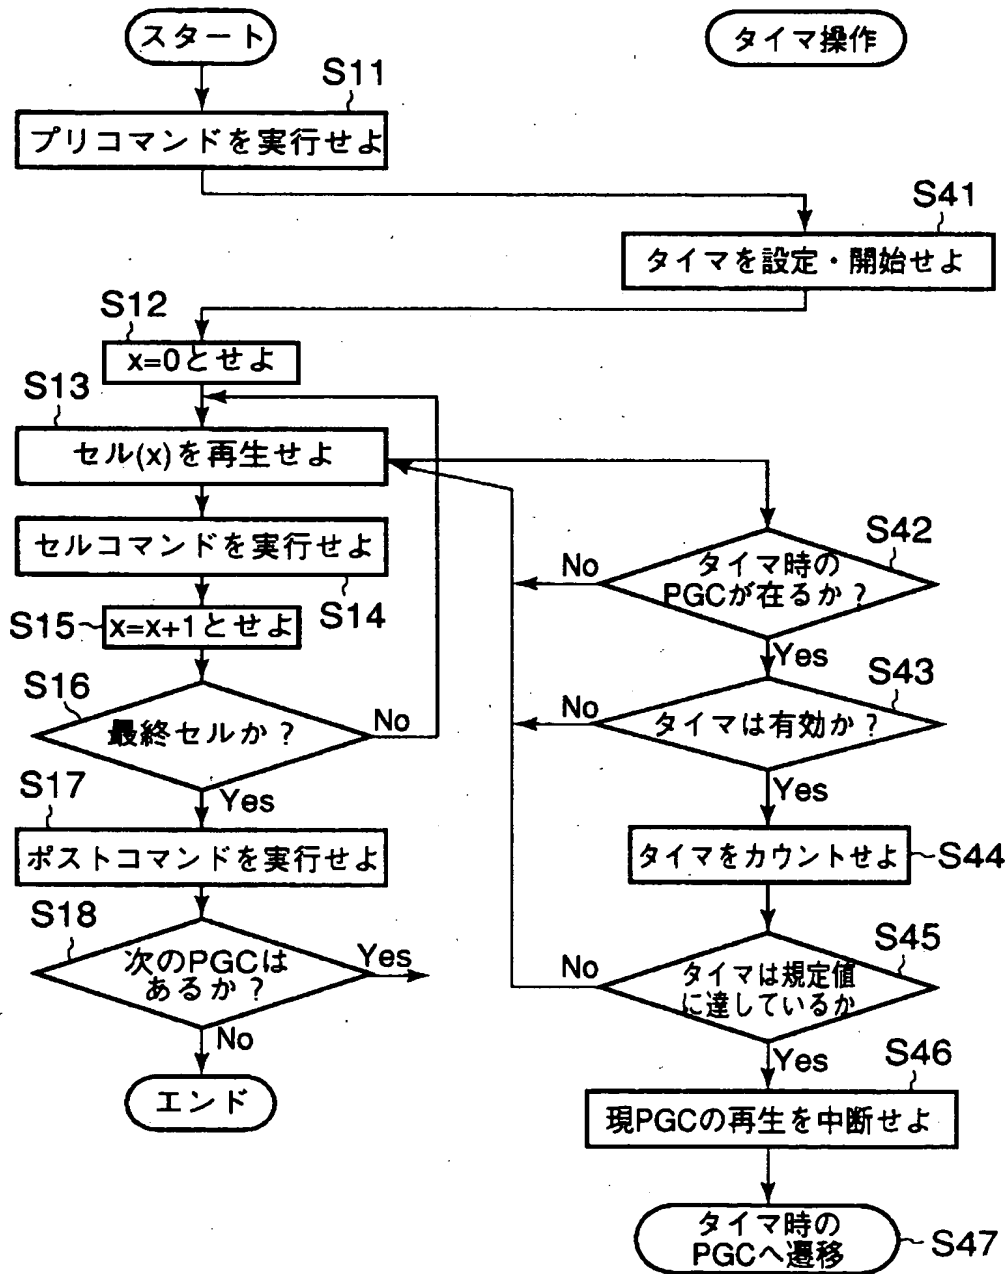 スタート
タイマ操作
S11
プリコマンドを実行せよ
S41
タイマを設定・開始せよ
S12
x=0とせよ
S13
セル(x)を再生せよ
S42
タイマ時の
PGCが在るか?
No
Yes
セルコマンドを実行せよ
S14
S15
x=x+1とせよ
S43
タイマは有効か?
No
Yes
S16
最終セルか?
No
Yes
S17
ポストコマンドを実行せよ
タイマをカウントせよ
S44
S18
次のPGCは
あるか?
Yes
No
S45
タイマは規定値
に達しているか
No
Yes
エンド
S46
現PGCの再生を中断せよ
タイマ時の
PGCへ遷移
S47